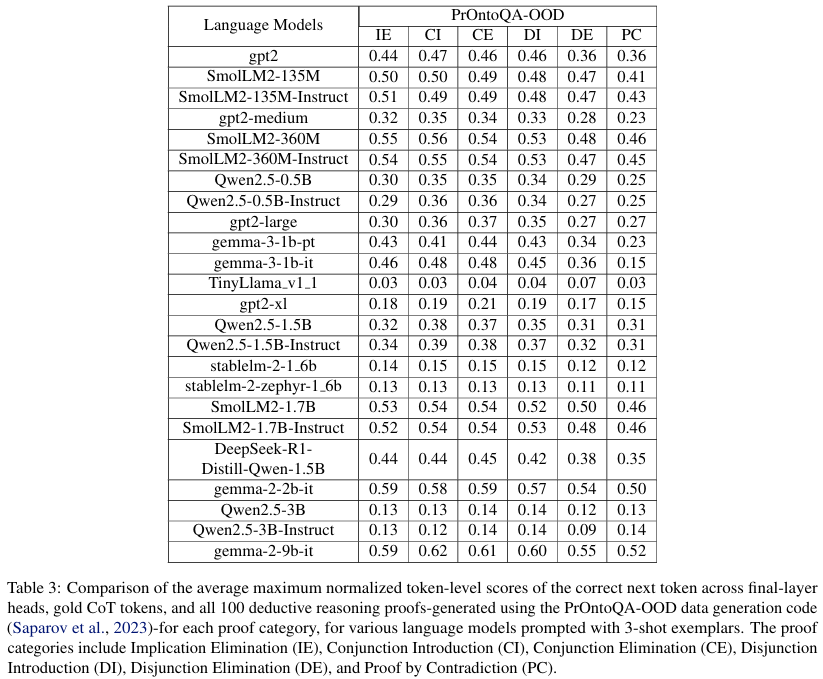 Language Models PrOntoQA-OOD
IE CI CE DI DE PC
gpt2 0.44 0.47 0.46 0.46 0.36 0.36
SmolLM2-135M 0.50 0.50 0.49 0.48 0.47 0.41
SmolLM2-135M-Instruct 0.51 0.49 0.49 0.48 0.47 0.43
gpt2-medium 0.32 0.35 0.34 0.33 0.28 0.23
SmolLM2-360M 0.55 0.56 0.54 0.53 0.48 0.46
SmolLM2-360M-Instruct 0.54 0.55 0.54 0.53 0.47 0.45
Qwen2.5-0.5B 0.30 0.35 0.35 0.34 0.29 0.25
Qwen2.5-0.5B-Instruct 0.29 0.36 0.36 0.34 0.27 0.25
gpt2-large 0.30 0.36 0.37 0.35 0.27 0.27
gemma-3-1b-pt 0.43 0.41 0.44 0.43 0.34 0.23
gemma-3-1b-it 0.46 0.48 0.48 0.45 0.36 0.15
TinyLlama_v1_1 0.03 0.03 0.04 0.04 0.07 0.03
gpt2-xl 0.18 0.19 0.21 0.19 0.17 0.15
Qwen2.5-1.5B 0.32 0.38 0.37 0.35 0.31 0.31
Qwen2.5-1.5B-Instruct 0.34 0.39 0.38 0.37 0.32 0.31
stablelm-2-1_6b 0.14 0.15 0.15 0.15 0.12 0.12
stablelm-2-zephyr-1_6b 0.13 0.13 0.13 0.13 0.11 0.11
SmolLM2-1.7B 0.53 0.54 0.54 0.52 0.50 0.46
SmolLM2-1.7B-Instruct 0.52 0.54 0.54 0.53 0.48 0.46
DeepSeek-R1-
Distill-Qwen-1.5B 0.44 0.44 0.45 0.42 0.38 0.35
gemma-2-2b-it 0.59 0.58 0.59 0.57 0.54 0.50
Qwen2.5-3B 0.13 0.13 0.14 0.14 0.12 0.13
Qwen2.5-3B-Instruct 0.13 0.12 0.14 0.14 0.09 0.14
gemma-2-9b-it 0.59 0.62 0.61 0.60 0.55 0.52
Table 3: Comparison of the average maximum normalized token-level scores of the correct next token across final-layer
heads, gold CoT tokens, and all 100 deductive reasoning proofs-generated using the PrOntoQA-OOD data generation code
(Saparov et al., 2023)-for each proof category, for various language models prompted with 3-shot exemplars. The proof
categories include Implication Elimination (IE), Conjunction Introduction (CI), Conjunction Elimination (CE), Disjunction
Introduction (DI), Disjunction Elimination (DE), and Proof by Contradiction (PC).